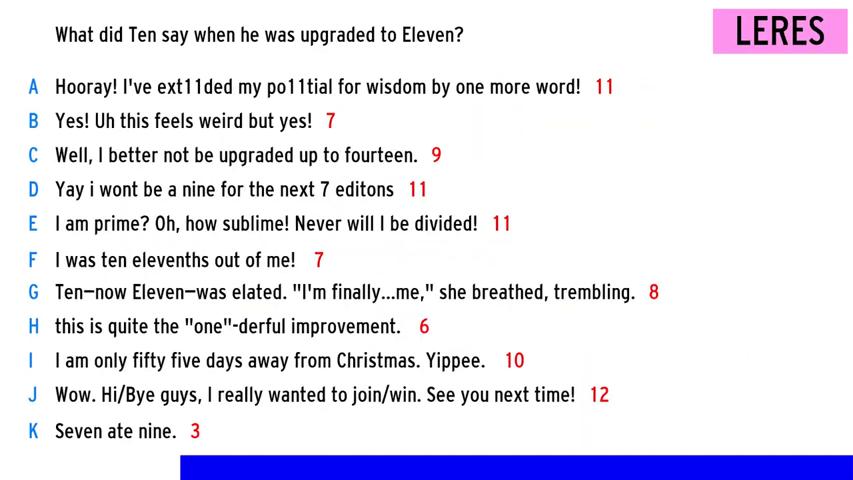 What did Ten say when he was upgraded to Eleven?
LERES
A Hooray! I've ext11ded my po11tial for wisdom by one more word! 11
B Yes! Uh this feels weird but yes! 7
C Well, I better not be upgraded up to fourteen. 9
D Yay i wont be a nine for the next 7 editons 11
E I am prime? Oh, how sublime! Never will I be divided! 11
F I was ten elevenths out of me! 7
G Ten—now Eleven—was elated. "I'm finally...me," she breathed, trembling. 8
H this is quite the "one"-derful improvement. 6
I I am only fifty five days away from Christmas. Yippee. 10
J Wow. Hi/Bye guys, I really wanted to join/win. See you next time! 12
K Seven ate nine. 3